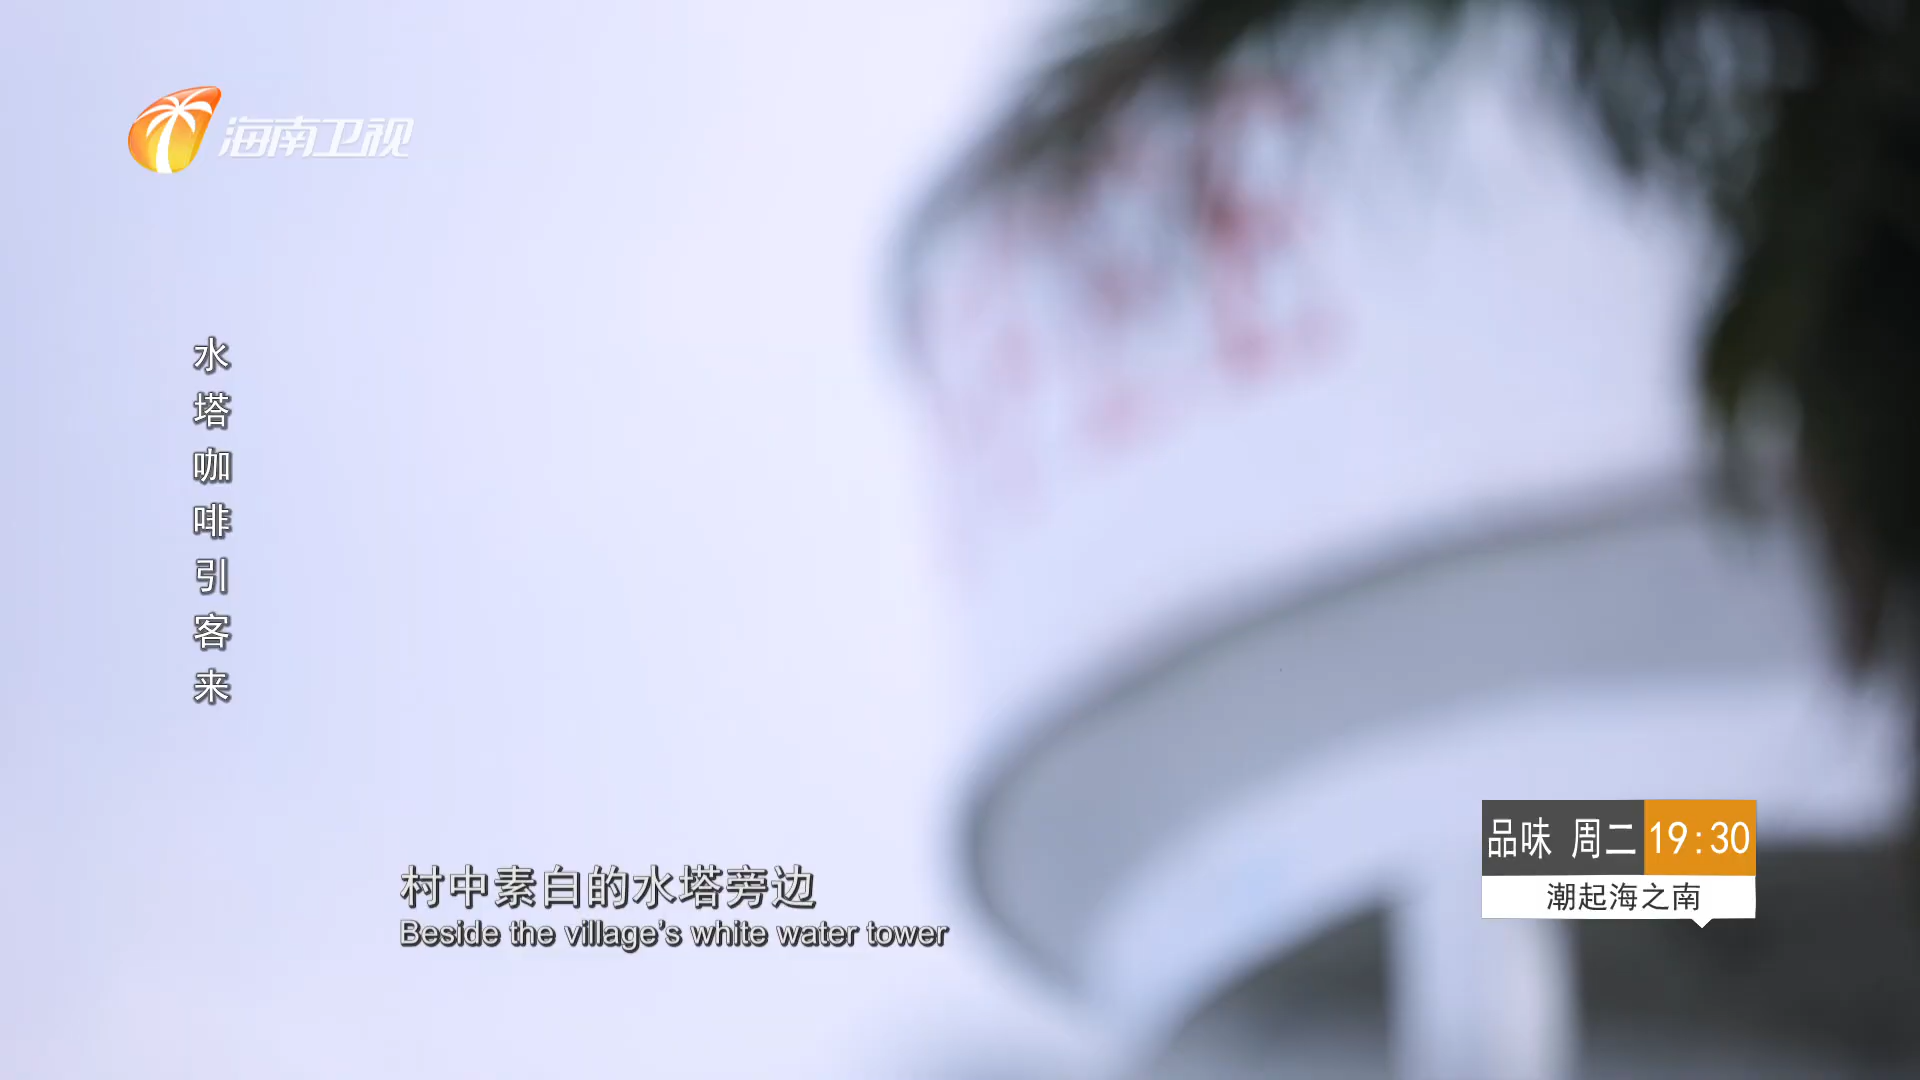 海南卫视
水塔咖啡引客来
村中素白的水塔旁边
Beside the village's white water tower
品味 周二 19:30
潮起海之南